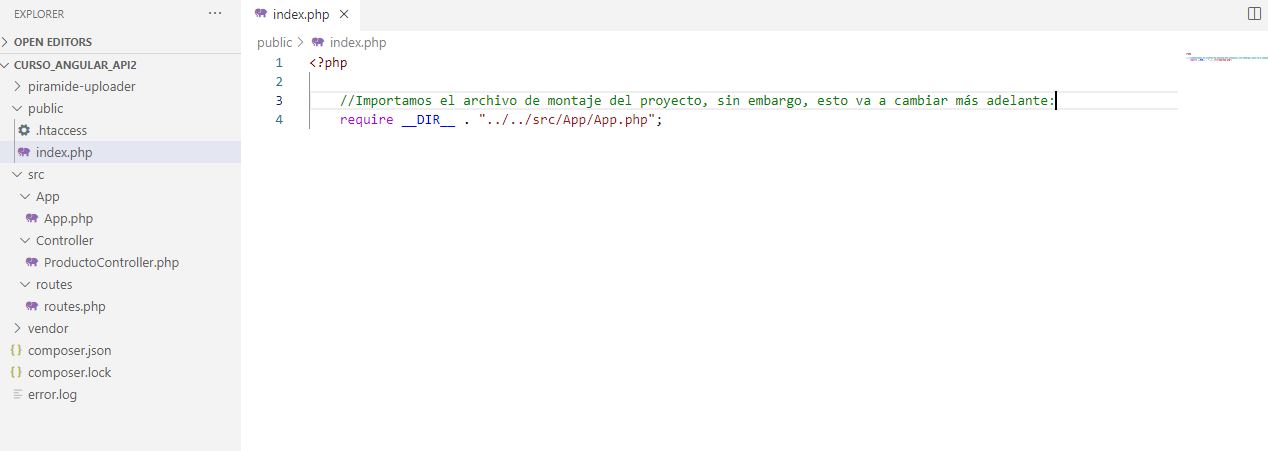 EXPLORER
···
OPEN EDITORS
CURSO_ANGULAR_API2
piramide-uploader
public
.htaccess
index.php
src
App
App.php
Controller
ProductoController.php
routes
routes.php
vendor
{ } composer.json
{ } composer.lock
error.log
index.php ×
public > index.php
1 <?php
2
3 //Importamos el archivo de montaje del proyecto, sin embargo, esto va a cambiar más adelante:
4 require __DIR__ . "../../src/App/App.php";